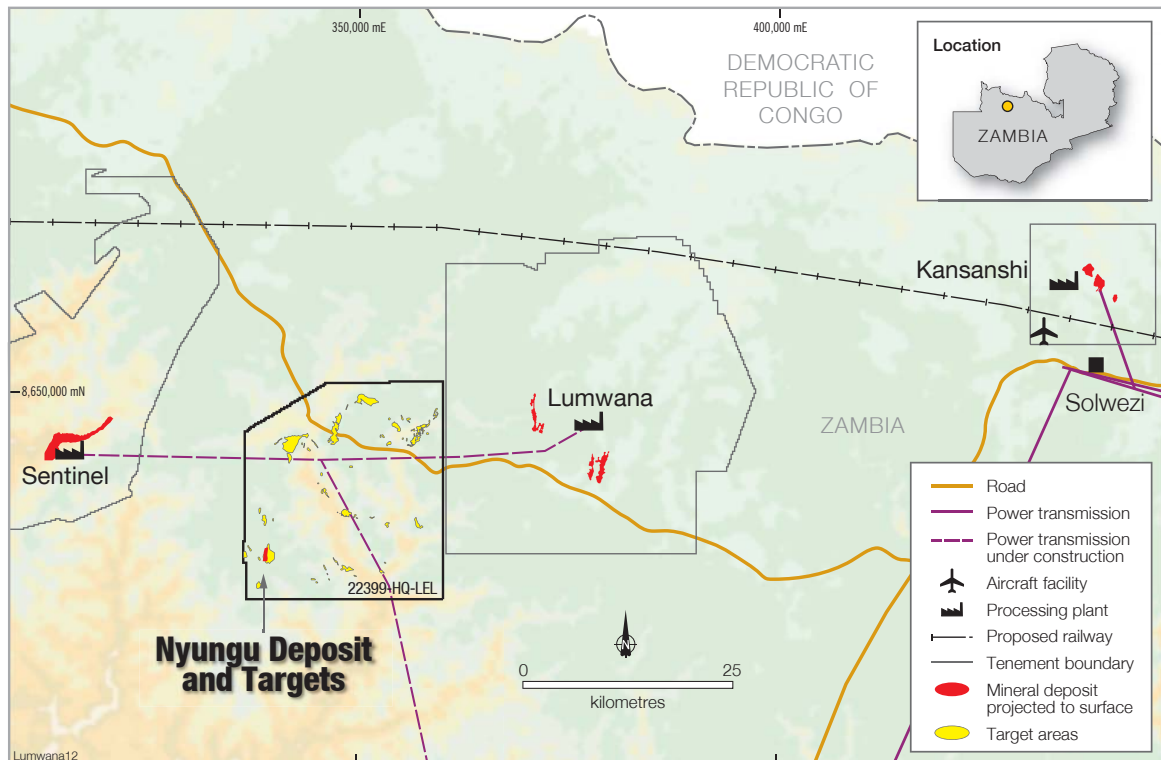 350,000 mE
400,000 mE
DEMOCRATIC
REPUBLIC OF
CONGO
Location
ZAMBIA
Kansanshi
8,650,000 mN
Lumwana
Solwezi
ZAMBIA
Sentinel
22399-HQ-LEL
Nyungu Deposit
and Targets
N
0
25
kilometres
Road
Power transmission
Power transmission
under construction
Aircraft facility
Processing plant
Proposed railway
Tenement boundary
Mineral deposit
projected to surface
Target areas
Lumwana12